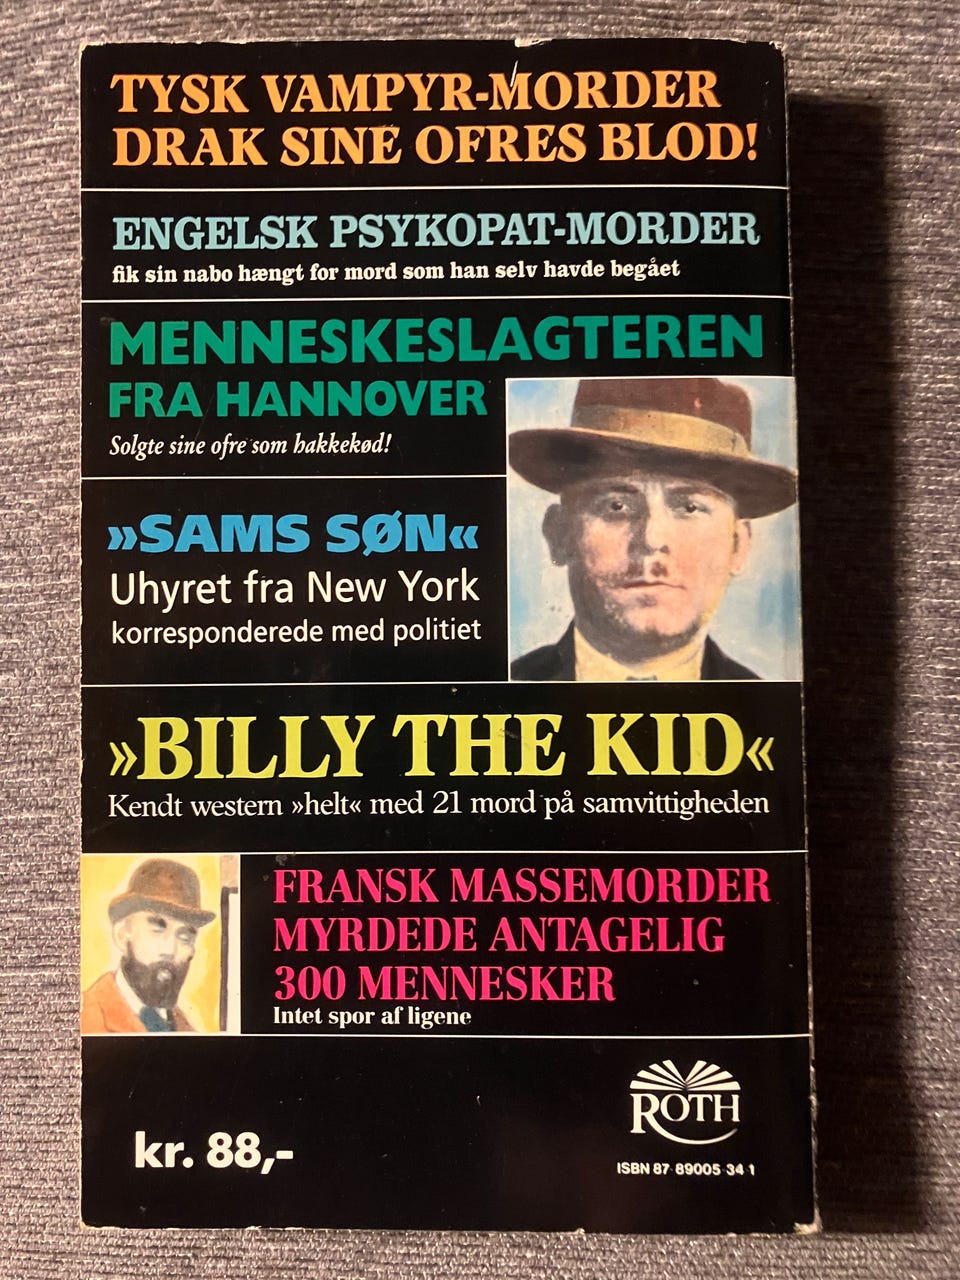 TYSK VAMPYR-MORDER
DRAK SINE OFRES BLOD!
ENGELSK PSYKOPAT-MORDER
fik sin nabo hængt for mord som han selv havde begået
MENNESKESLAGTEREN
FRA HANNOVER
Solgte sine ofre som hakkekød!
»SAMS SØN«
Uhyret fra New York
korresponderede med politiet
»BILLY THE KID«
Kendt western »helt« med 21 mord på samvittigheden
FRANSK MASSEMORDER
MYRDEDE ANTAGELIG
300 MENNESKER
Intet spor af ligene
ROTH
kr. 88,-
ISBN 87-89005-34-1